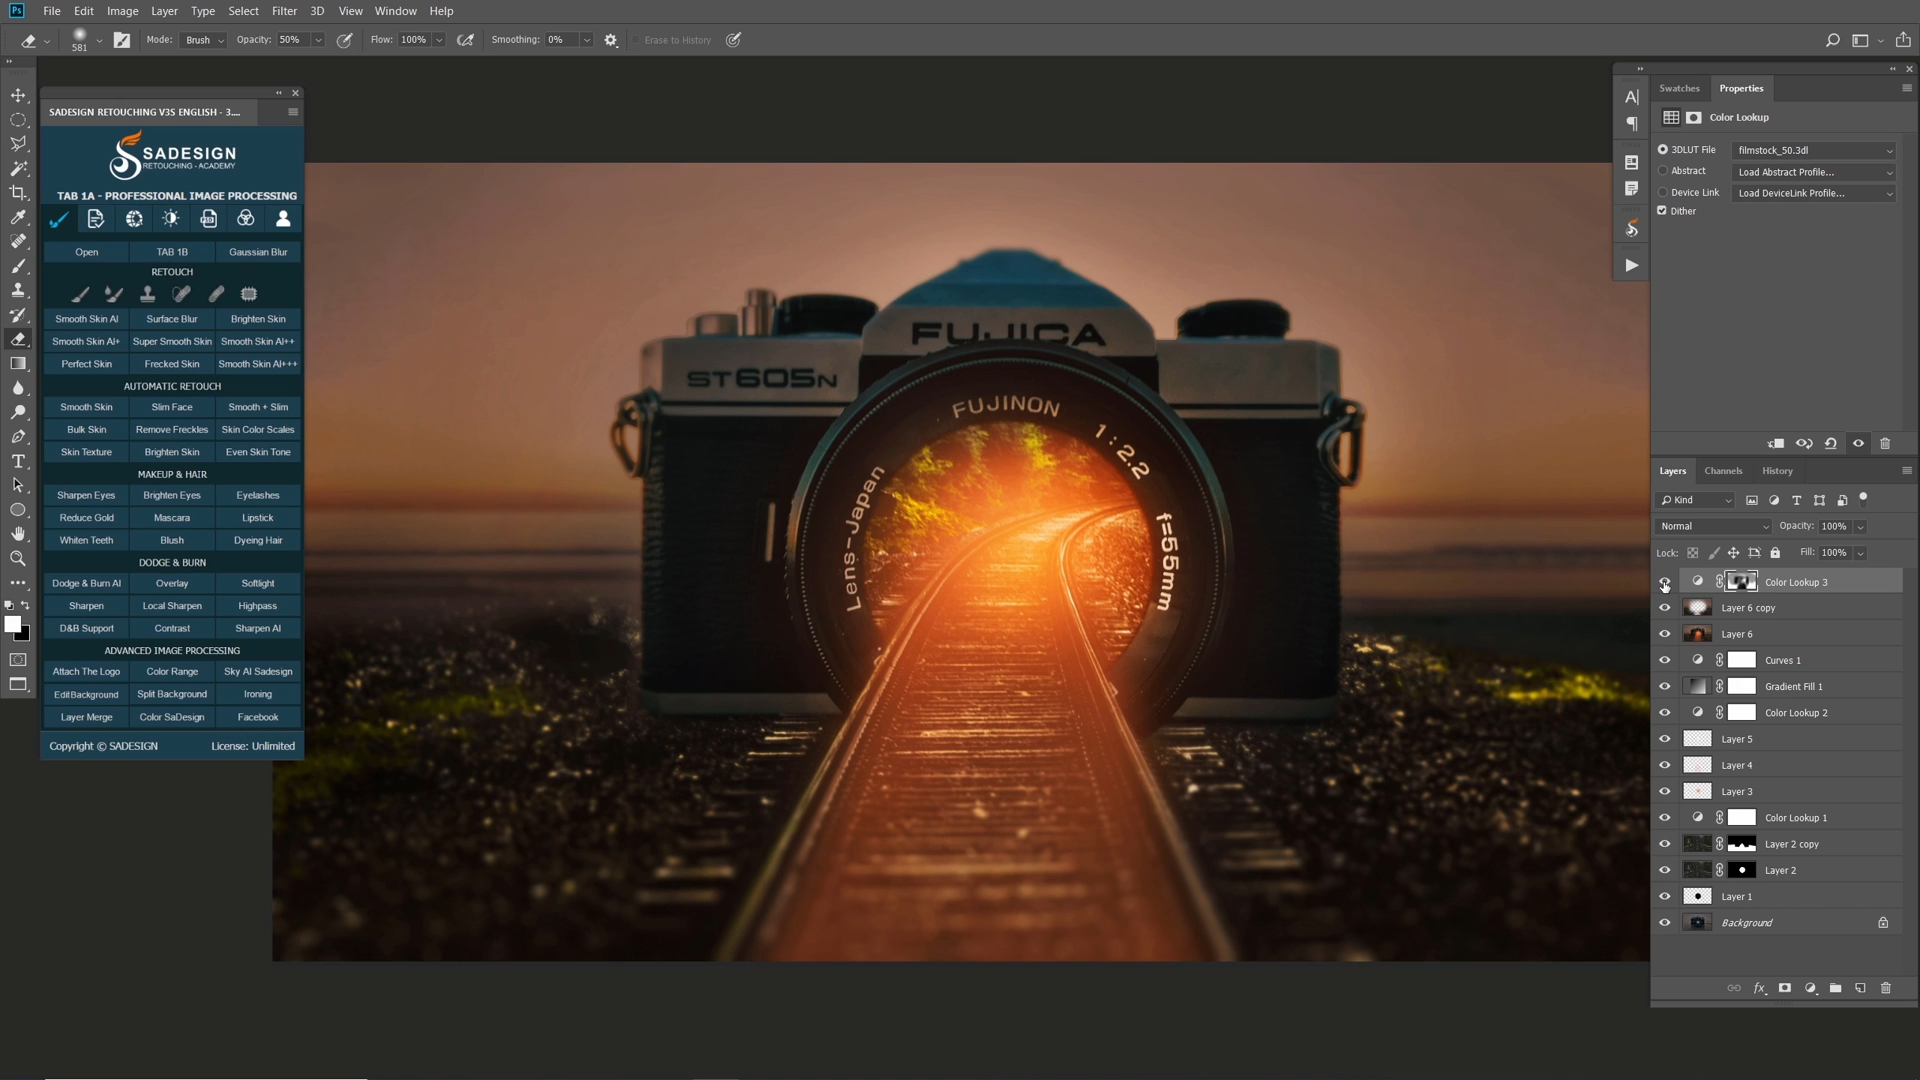 Ps File Edit Image Layer Type Select Filter 3D View Window Help
581 Mode: Brush Opacity: 50% Flow: 100% Smoothing: 0% Erase to History
SADESIGN RETOUCHING V3S ENGLISH - 3....
SADESIGN
RETOUCHING - ACADEMY
TAB 1A - PROFESSIONAL IMAGE PROCESSING
Open TAB 1B Gaussian Blur
RETOUCH
Smooth Skin AI Surface Blur Brighten Skin
Smooth Skin AI+ Super Smooth Skin Smooth Skin AI++
Perfect Skin Frecked Skin Smooth Skin AI+++
AUTOMATIC RETOUCH
Smooth Skin Slim Face Smooth + Slim
Bulk Skin Remove Freckles Skin Color Scales
Skin Texture Brighten Skin Even Skin Tone
MAKEUP & HAIR
Sharpen Eyes Brighten Eyes Eyelashes
Reduce Gold Mascara Lipstick
Whiten Teeth Blush Dyeing Hair
DODGE & BURN
Dodge & Burn AI Overlay Softlight
Sharpen Local Sharpen Highpass
D&B Support Contrast Sharpen AI
ADVANCED IMAGE PROCESSING
Attach The Logo Color Range Sky AI Sadesign
EditBackground Split Background Ironing
Layer Merge Color SaDesign Facebook
Copyright © SADESIGN License: Unlimited
FUJICA
ST605N
FUJINON 1:2.2 f=55mm
Lens-Japan
Swatches Properties
Color Lookup
3DLUT File filmstock_50.3dl
Abstract Load Abstract Profile...
Device Link Load DeviceLink Profile...
Dither
Layers Channels History
Kind
Normal Opacity: 100%
Lock: Fill: 100%
Color Lookup 3
Layer 6 copy
Layer 6
Curves 1
Gradient Fill 1
Color Lookup 2
Layer 5
Layer 4
Layer 3
Color Lookup 1
Layer 2 copy
Layer 2
Layer 1
Background
fx